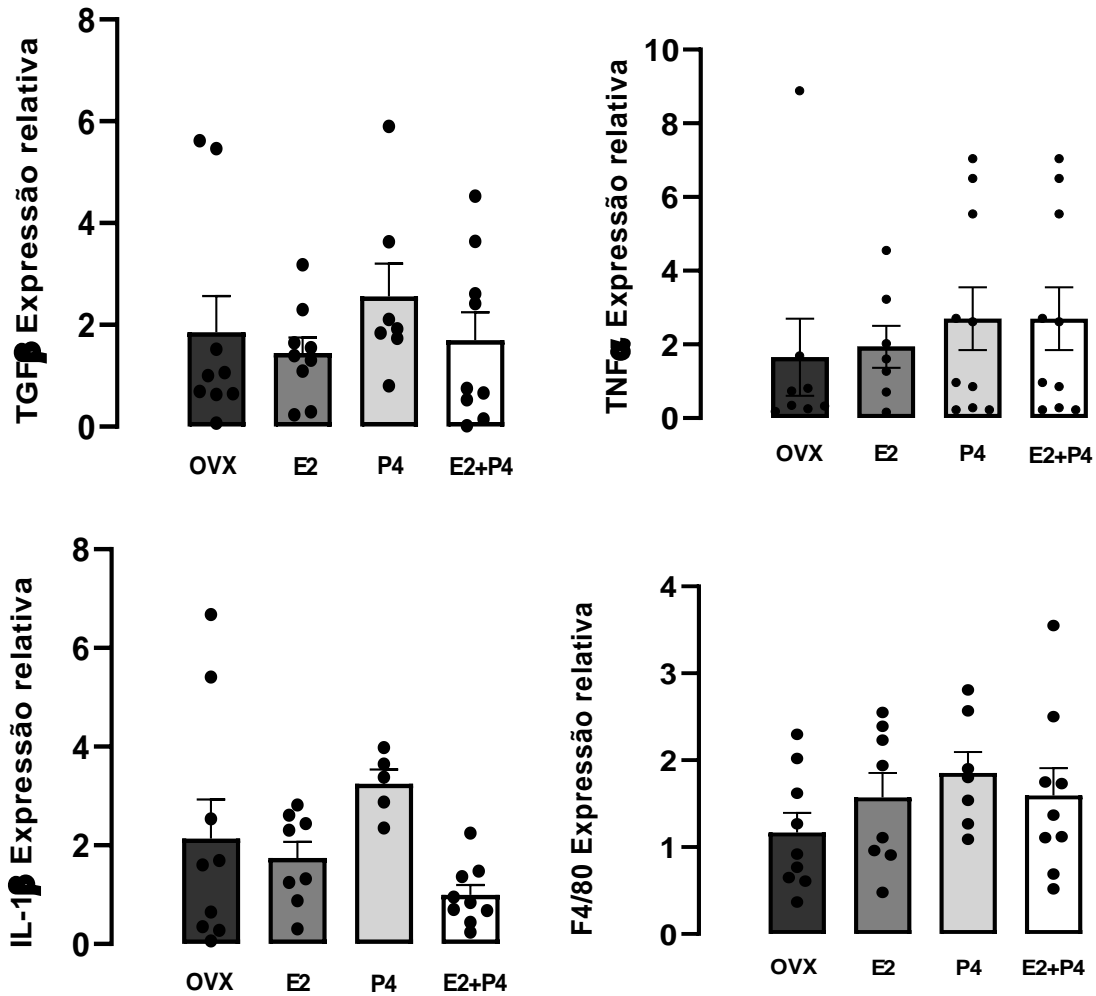 TGFβ Expressão relativa
8
6
4
2
0
OVX E2 P4 E2+P4
TNFα Expressão relativa
10
8
6
4
2
0
OVX E2 P4 E2+P4
IL-1β Expressão relativa
8
6
4
2
0
OVX E2 P4 E2+P4
F4/80 Expressão relativa
4
3
2
1
0
OVX E2 P4 E2+P4